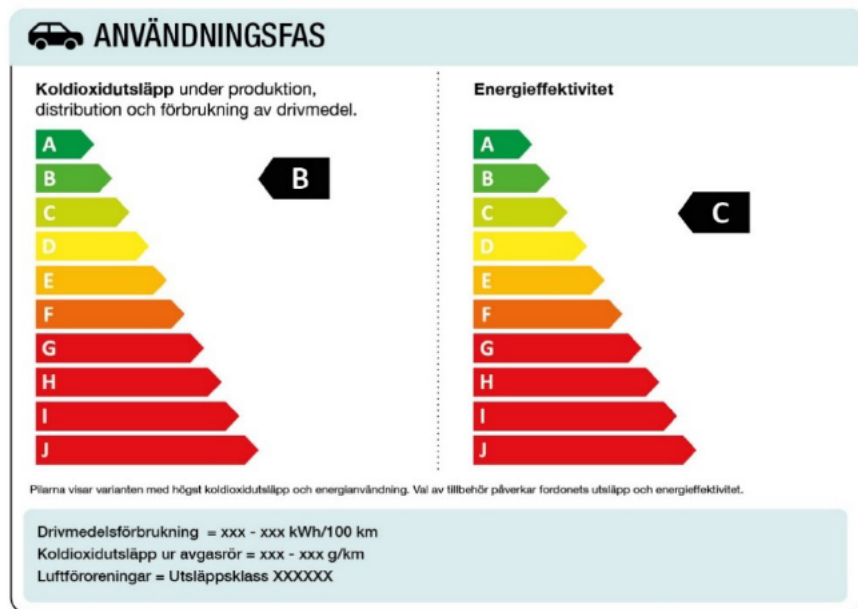 ANVÄNDNINGSFAS
Koldioxidutsläpp under produktion,
distribution och förbrukning av drivmedel.
A
B
C
D
E
F
G
H
I
J
B
Energieffektivitet
A
B
C
D
E
F
G
H
I
J
C
Pilarna visar varianten med högst koldioxidutsläpp och energianvändning. Val av tillbehör påverkar fordonets utsläpp och energieffektivitet.
Drivmedelsförbrukning = xxx - xxx kWh/100 km
Koldioxidutsläpp ur avgasrör = xxx - xxx g/km
Luftföroreningar = Utsläppsklass XXXXXX